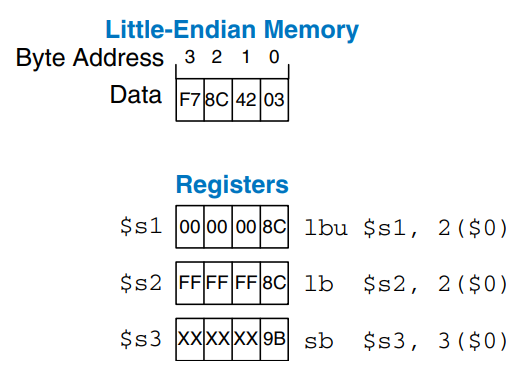 Little-Endian Memory
Byte Address 3 2 1 0
Data F7 8C 42 03
Registers
$s1 00 00 00 8C lbu $s1, 2($0)
$s2 FF FF FF 8C lb $s2, 2($0)
$s3 XX XX XX 9B sb $s3, 3($0)